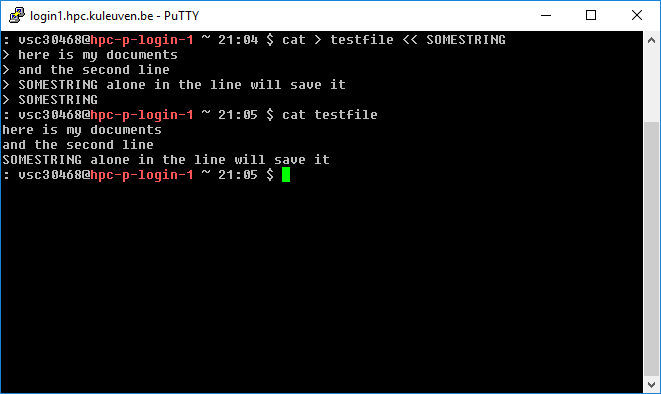 login1.hpc.kuleuven.be - PuTTY
: vsc30468@hpc-p-login-1 ~ 21:04 $ cat > testfile << SOMESTRING
> here is my documents
> and the second line
> SOMESTRING alone in the line will save it
> SOMESTRING
: vsc30468@hpc-p-login-1 ~ 21:05 $ cat testfile
here is my documents
and the second line
SOMESTRING alone in the line will save it
: vsc30468@hpc-p-login-1 ~ 21:05 $